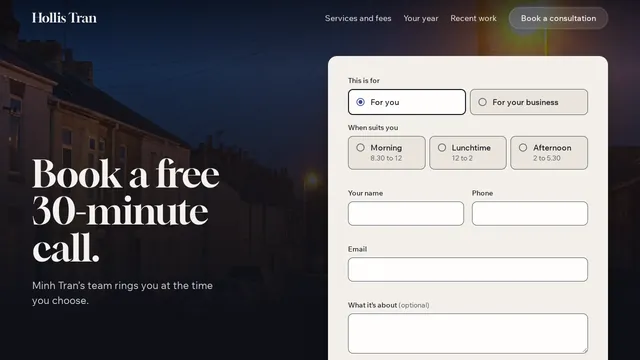 Hollis Tran
Services and fees
Your year
Recent work
Book a consultation
Book a free
30-minute
call.
Minh Tran's team rings you at the time
you choose.
This is for
For you
For your business
When suits you
Morning
8.30 to 12
Lunchtime
12 to 2
Afternoon
2 to 5.30
Your name
Phone
Email
What it's about (optional)